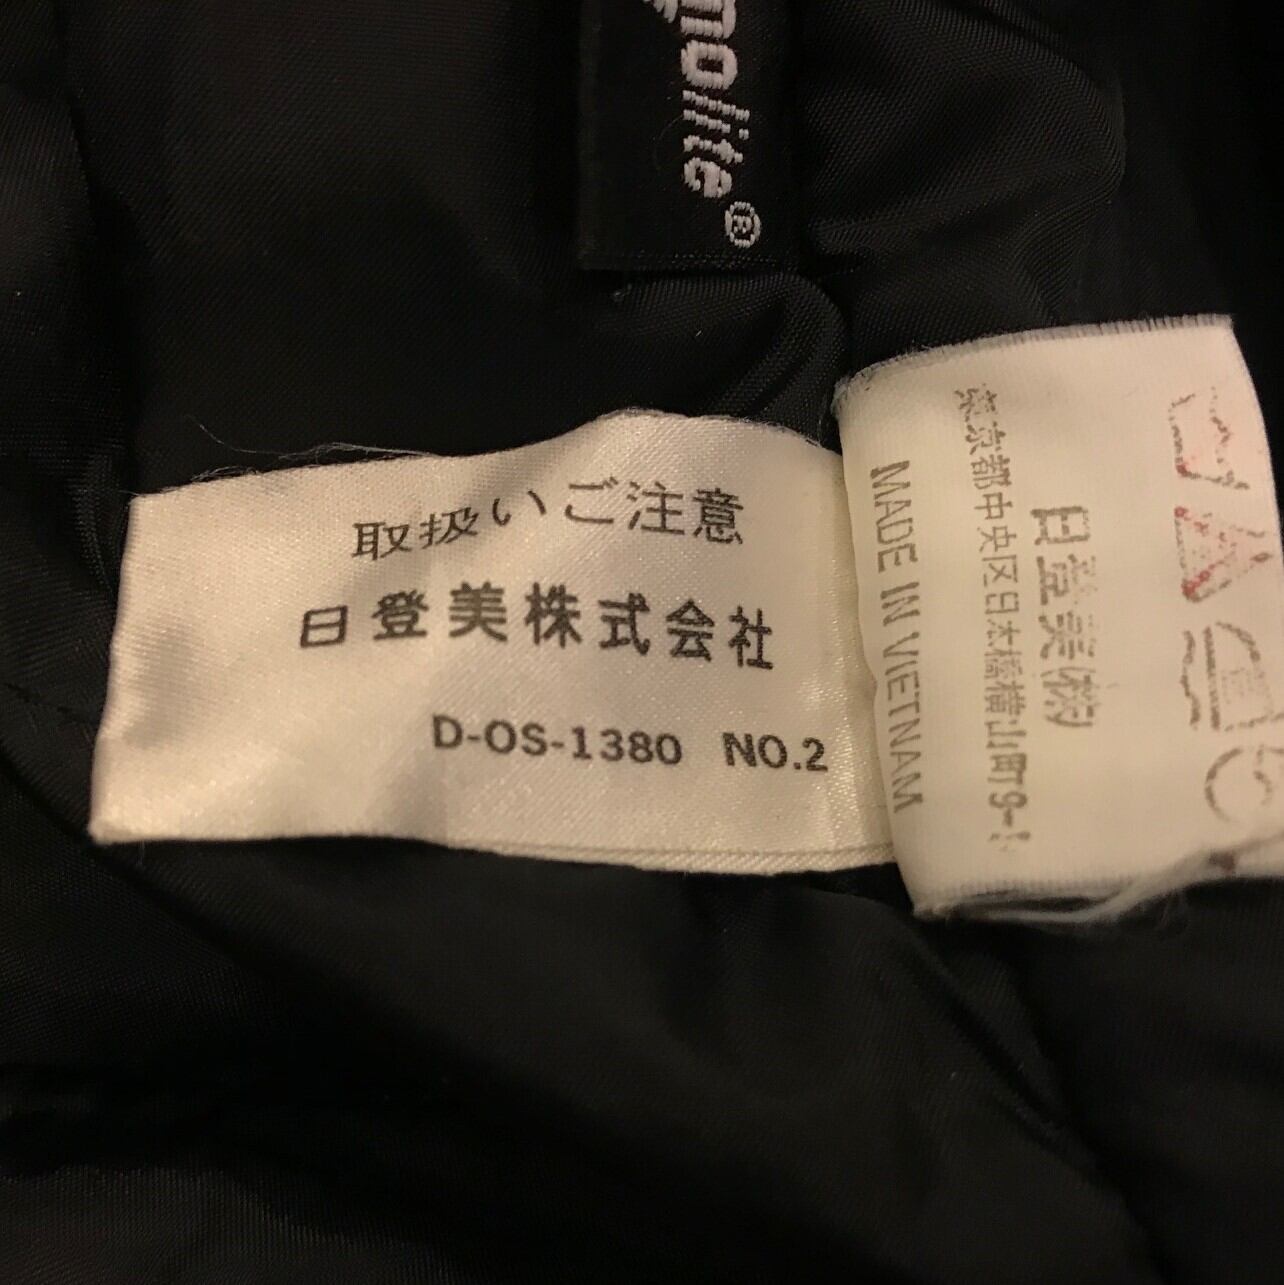 molite®
取扱いご注意
日登美株式会社
D-OS-1380 NO.2
日登美(株)
東京都中央区日本橋横山町9-
MADE IN VIETNAM